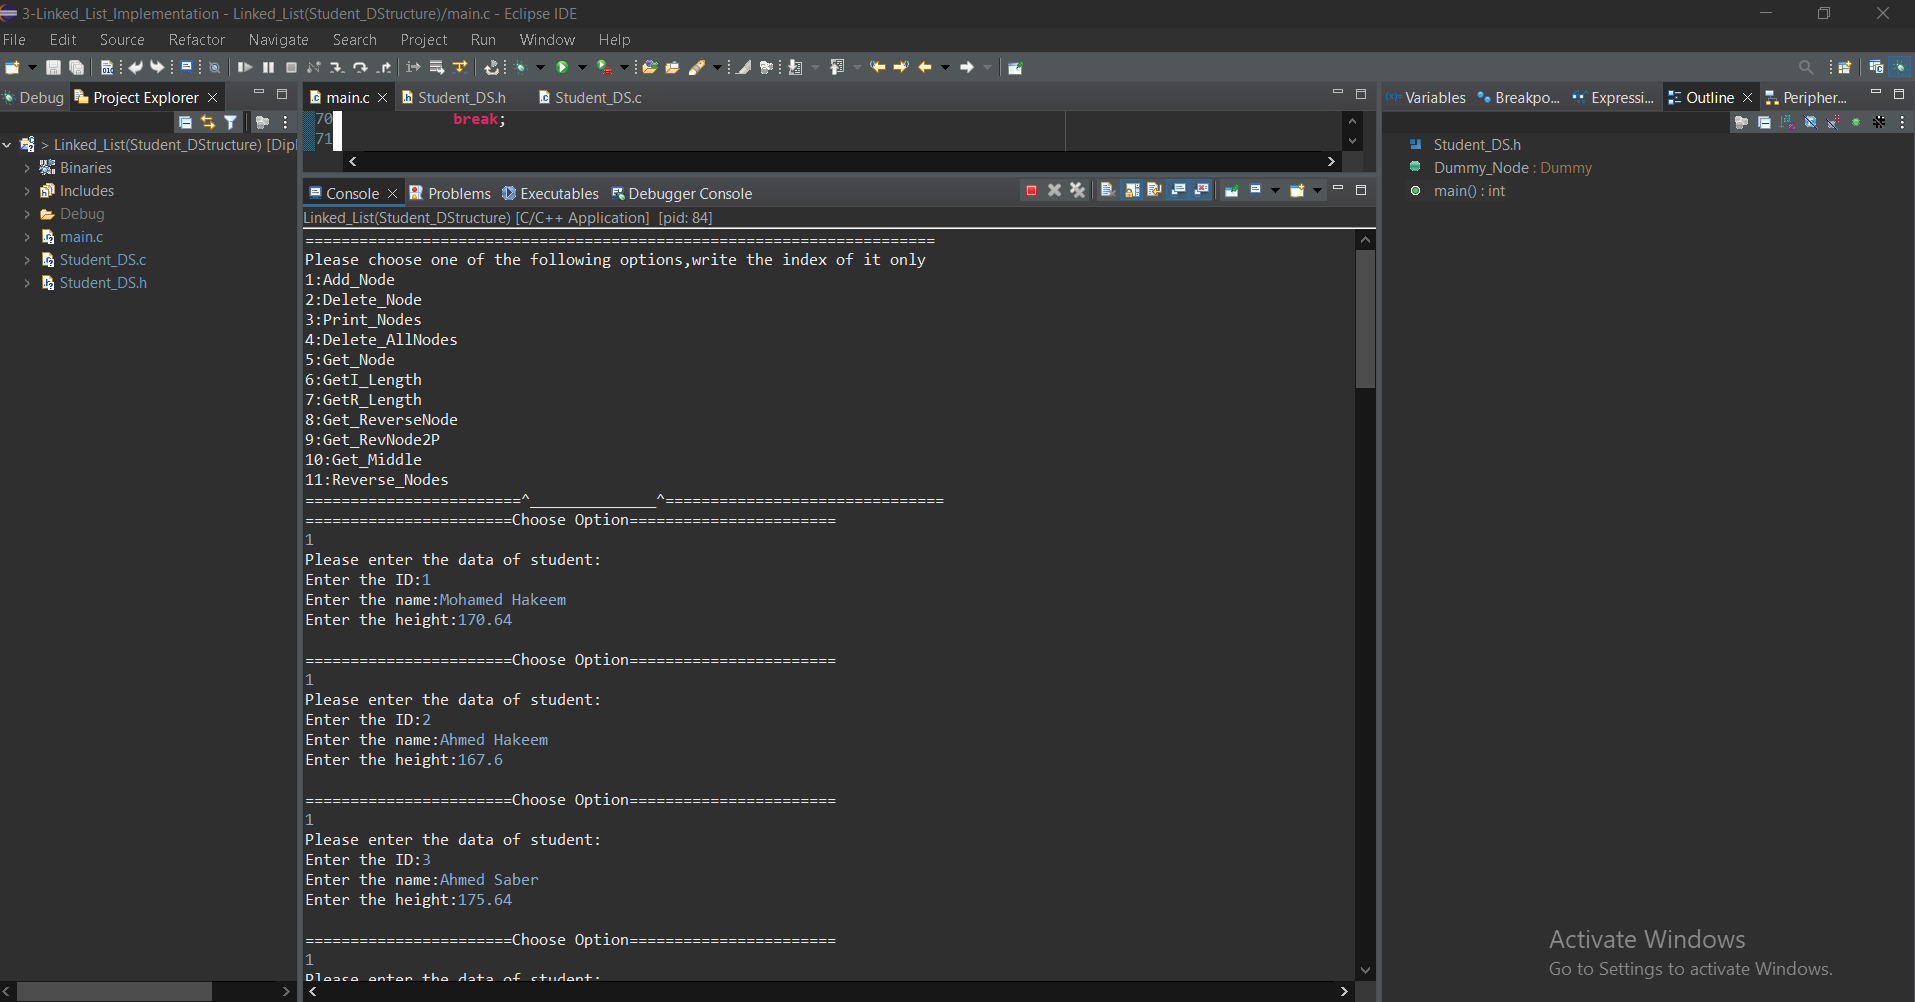 3-Linked_List_Implementation - Linked_List(Student_DStructure)/main.c - Eclipse IDE
File Edit Source Refactor Navigate Search Project Run Window Help
Debug Project Explorer
main.c Student_DS.h Student_DS.c
Variables Breakpo... Expressi... Outline Peripher...
70 break;
71
> Linked_List(Student_DStructure) [Dipl
Binaries
Includes
Debug
main.c
Student_DS.c
Student_DS.h
Console Problems Executables Debugger Console
Linked_List(Student_DStructure) [C/C++ Application] [pid: 84]
======================================================================
Please choose one of the following options,write the index of it only
1:Add_Node
2:Delete_Node
3:Print_Nodes
4:Delete_AllNodes
5:Get_Node
6:GetI_Length
7:GetR_Length
8:Get_ReverseNode
9:Get_RevNode2P
10:Get_Middle
11:Reverse_Nodes
========================^______________^===============================
=======================Choose Option=======================
1
Please enter the data of student:
Enter the ID:1
Enter the name:Mohamed Hakeem
Enter the height:170.64
=======================Choose Option=======================
1
Please enter the data of student:
Enter the ID:2
Enter the name:Ahmed Hakeem
Enter the height:167.6
=======================Choose Option=======================
1
Please enter the data of student:
Enter the ID:3
Enter the name:Ahmed Saber
Enter the height:175.64
=======================Choose Option=======================
1
Please enter the data of student:
Student_DS.h
Dummy_Node : Dummy
main() : int
Activate Windows
Go to Settings to activate Windows.